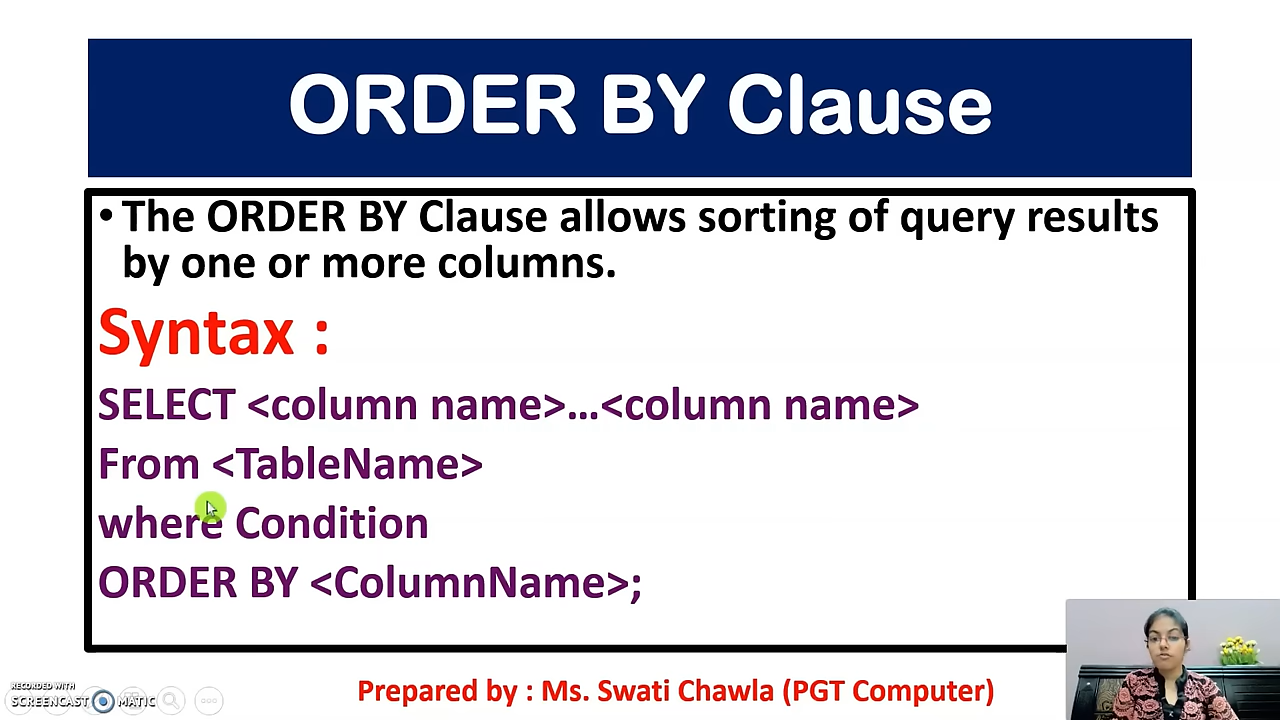 ORDER BY Clause
• The ORDER BY Clause allows sorting of query results
by one or more columns.
Syntax :
SELECT <column name>...<column name>
From <TableName>
where Condition
ORDER BY <ColumnName>;
Prepared by : Ms. Swati Chawla (PGT Computer)
RECORDED WITH
SCREENCAST MATIC